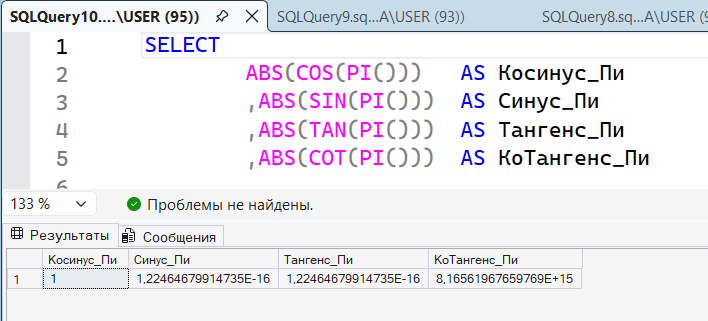 SQLQuery10....\USER (95))
SQLQuery9.sq...A\USER (93))
SQLQuery8.sq...A\USER (9
1 SELECT
2 ABS(COS(PI())) AS Косинус_Пи
3 ,ABS(SIN(PI())) AS Синус_Пи
4 ,ABS(TAN(PI())) AS Тангенс_Пи
5 ,ABS(COT(PI())) AS КоТангенс_Пи
6
133 % Проблемы не найдены.
Результаты Сообщения
Косинус_Пи Синус_Пи Тангенс_Пи КоТангенс_Пи
1 1 1,22464679914735E-16 1,22464679914735E-16 8,16561967659769E+15